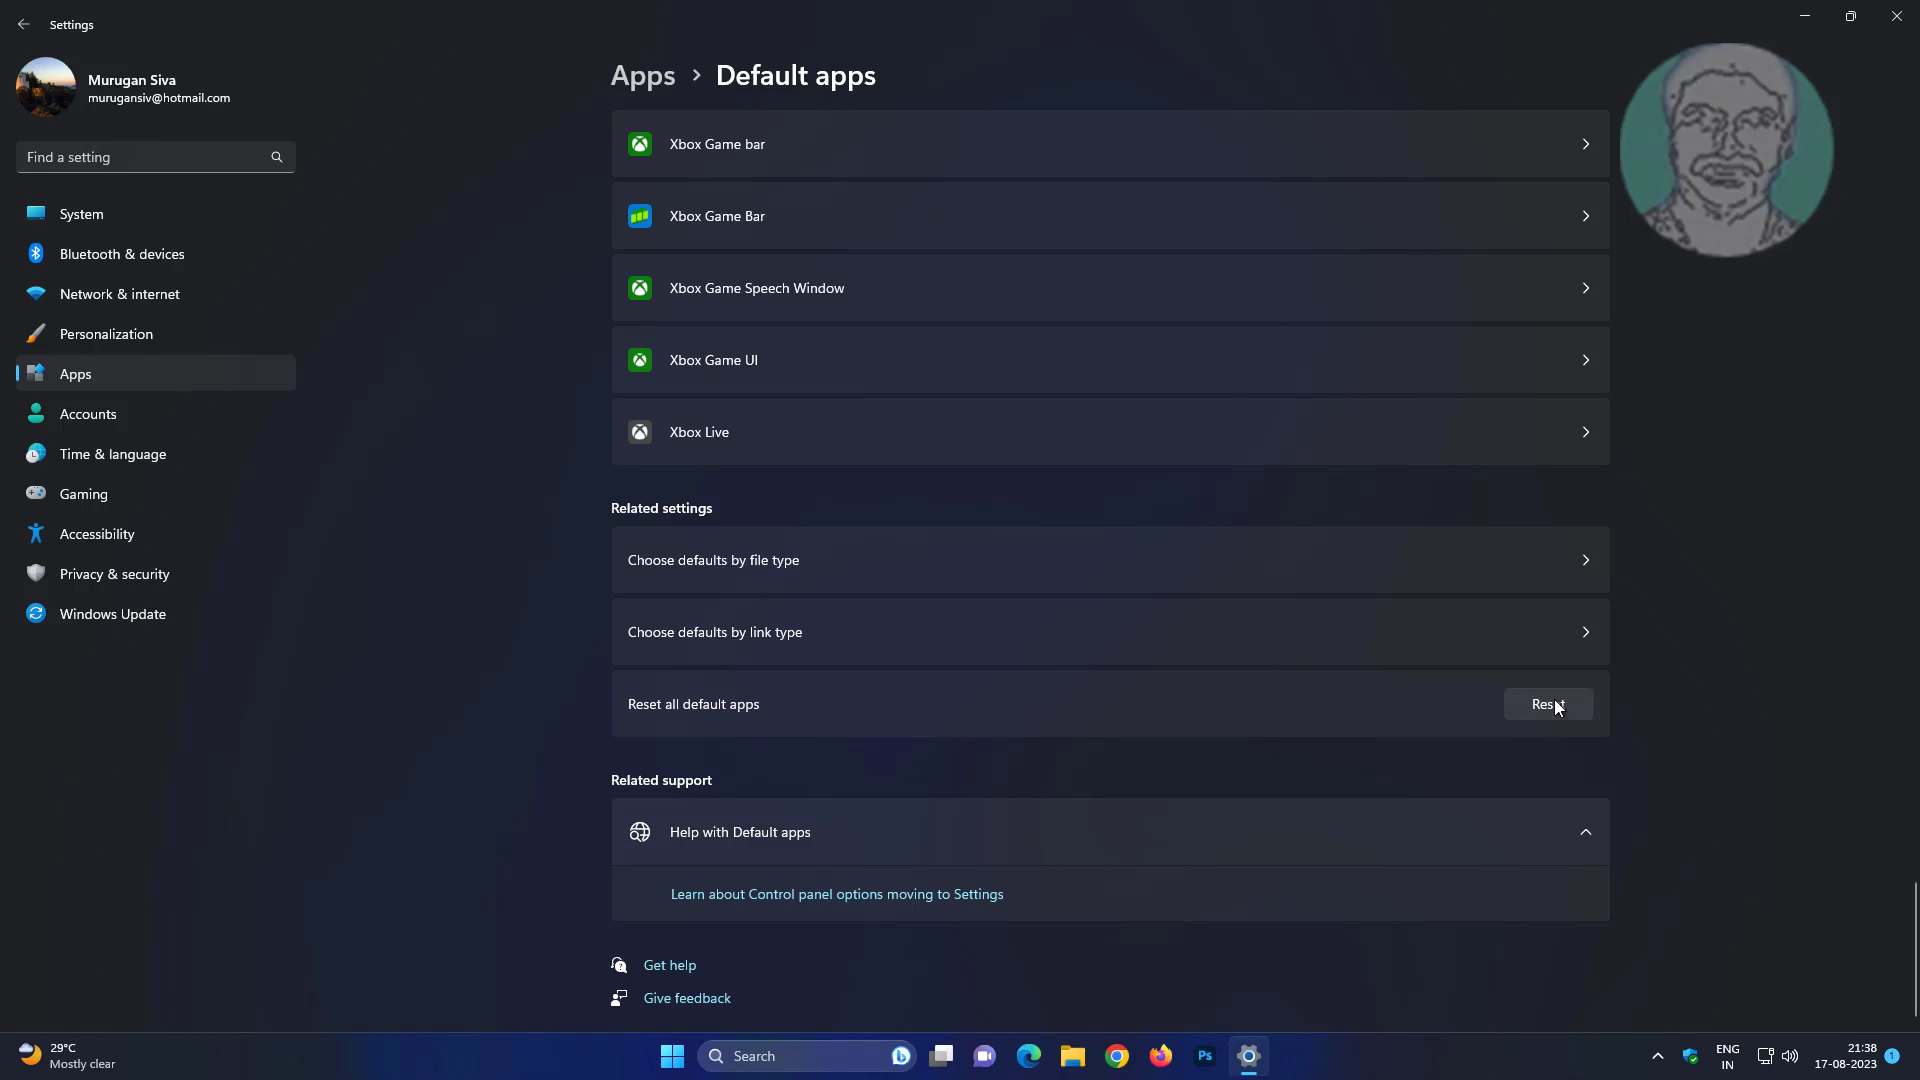 Settings
Murugan Siva
murugansiv@hotmail.com
Find a setting
System
Bluetooth & devices
Network & internet
Personalization
Apps
Accounts
Time & language
Gaming
Accessibility
Privacy & security
Windows Update
Apps > Default apps
Xbox Game bar
Xbox Game Bar
Xbox Game Speech Window
Xbox Game UI
Xbox Live
Related settings
Choose defaults by file type
Choose defaults by link type
Reset all default apps
Reset
Related support
Help with Default apps
Learn about Control panel options moving to Settings
Get help
Give feedback
29°C
Mostly clear
Search
Ps
ENG
IN
21:38
17-08-2023
1